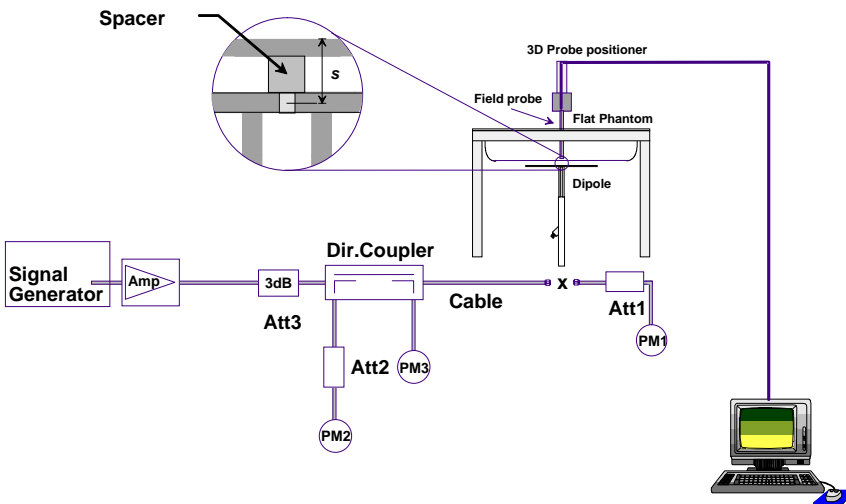 Spacer
s
3D Probe positioner
Field probe
Flat Phantom
Dipole
Dir.Coupler
Signal
Generator
Amp
3dB
Att3
Cable
x
Att1
PM1
Att2
PM3
PM2